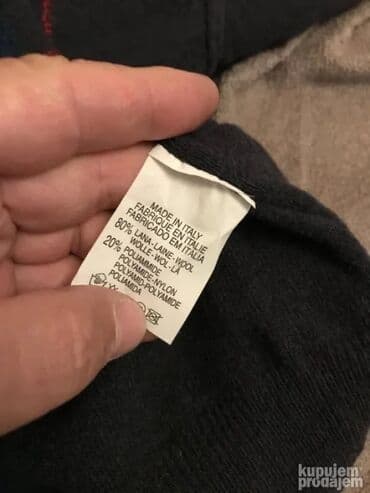 MADE IN ITALY
FABRIQUE EN ITALIE
FABRICADO EM ITALIA
80% LANA-LAINE-WOOL
WOLLE-WOL-LÃ
20% POLIAMMIDE
POLYAMIDE-NYLON
POLYAMID-POLYAMIDE
POLIAMIDA
kupujem
prodajem